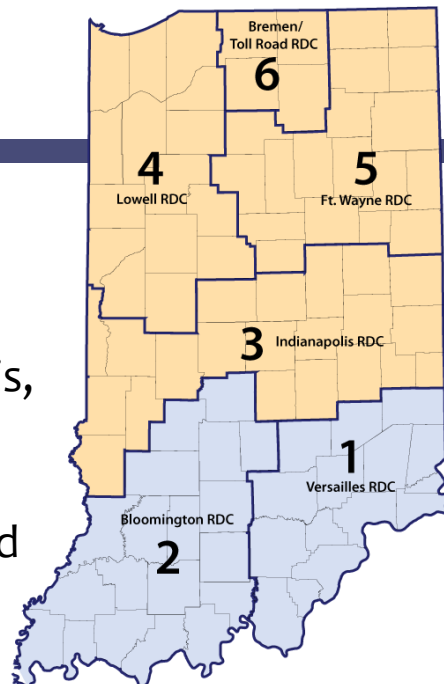 Bremen/
Toll Road RDC
6
4
Lowell RDC
5
Ft. Wayne RDC
3 Indianapolis RDC
s,
1
Versailles RDC
Bloomington RDC
2
d